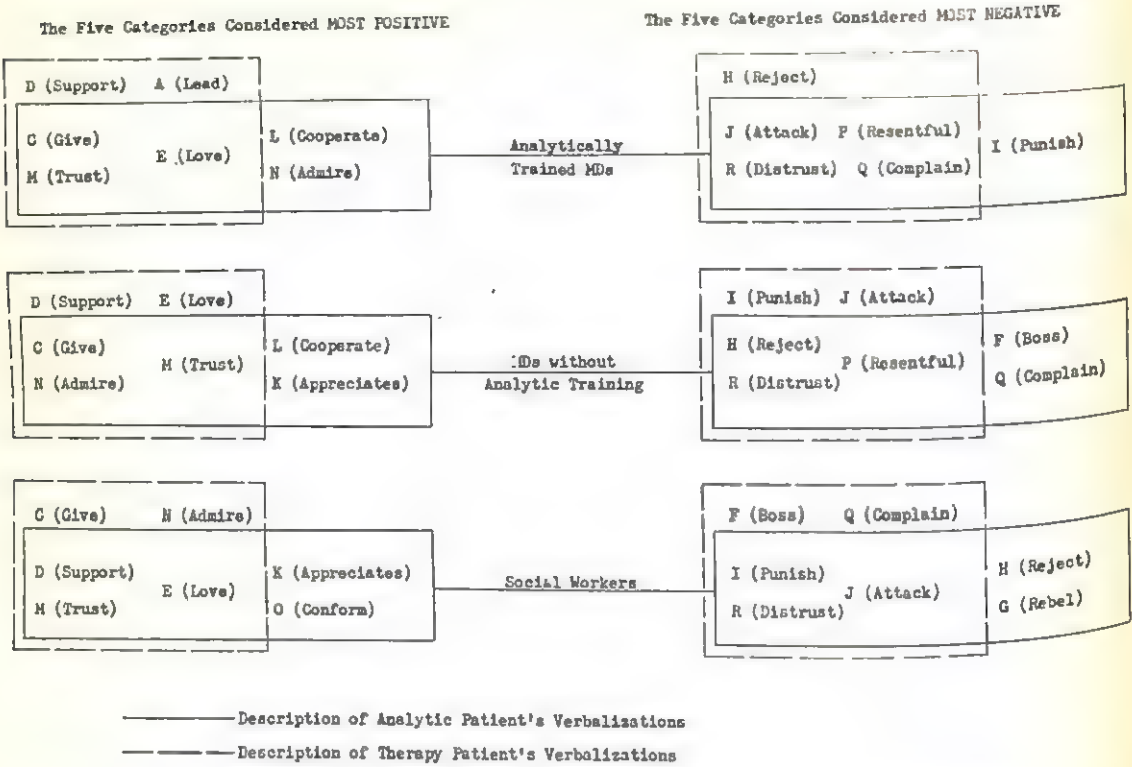 The Five Categories Considered MOST POSITIVE
The Five Categories Considered MOST NEGATIVE
D (Support) A (Lead)
C (Give)
E (Love)
M (Trust)
L (Cooperate)
N (Admire)
Analytically
Trained MDs
H (Reject)
J (Attack) P (Resentful)
R (Distrust) Q (Complain)
I (Punish)
D (Support) E (Love)
C (Give)
M (Trust)
N (Admire)
L (Cooperate)
K (Appreciates)
MDs without
Analytic Training
I (Punish) J (Attack)
H (Reject)
P (Resentful)
R (Distrust)
F (Boss)
Q (Complain)
C (Give) N (Admire)
D (Support)
E (Love)
M (Trust)
K (Appreciates)
O (Conform)
Social Workers
F (Boss) Q (Complain)
I (Punish)
J (Attack)
R (Distrust)
H (Reject)
G (Rebel)
Description of Analytic Patient's Verbalizations
Description of Therapy Patient's Verbalizations